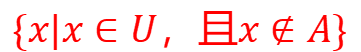 {x|x ∈ U，且x ∉ A}